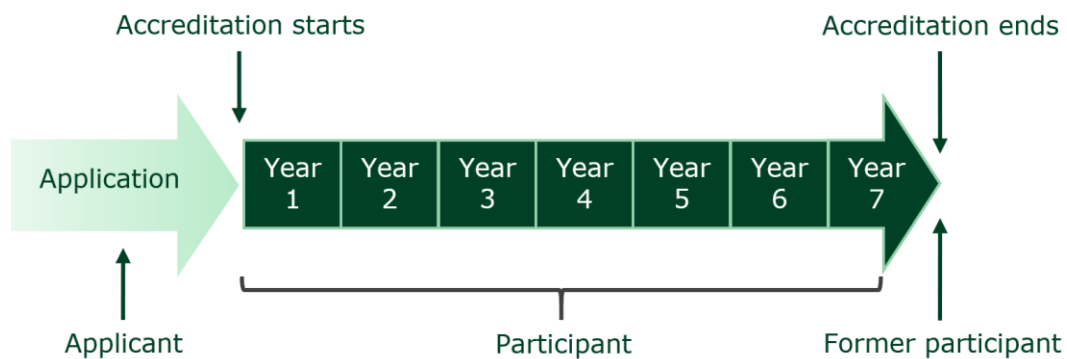 Accreditation starts
Accreditation ends
Application
Year
1
Year
2
Year
3
Year
4
Year
5
Year
6
Year
7
Applicant
Participant
Former participant